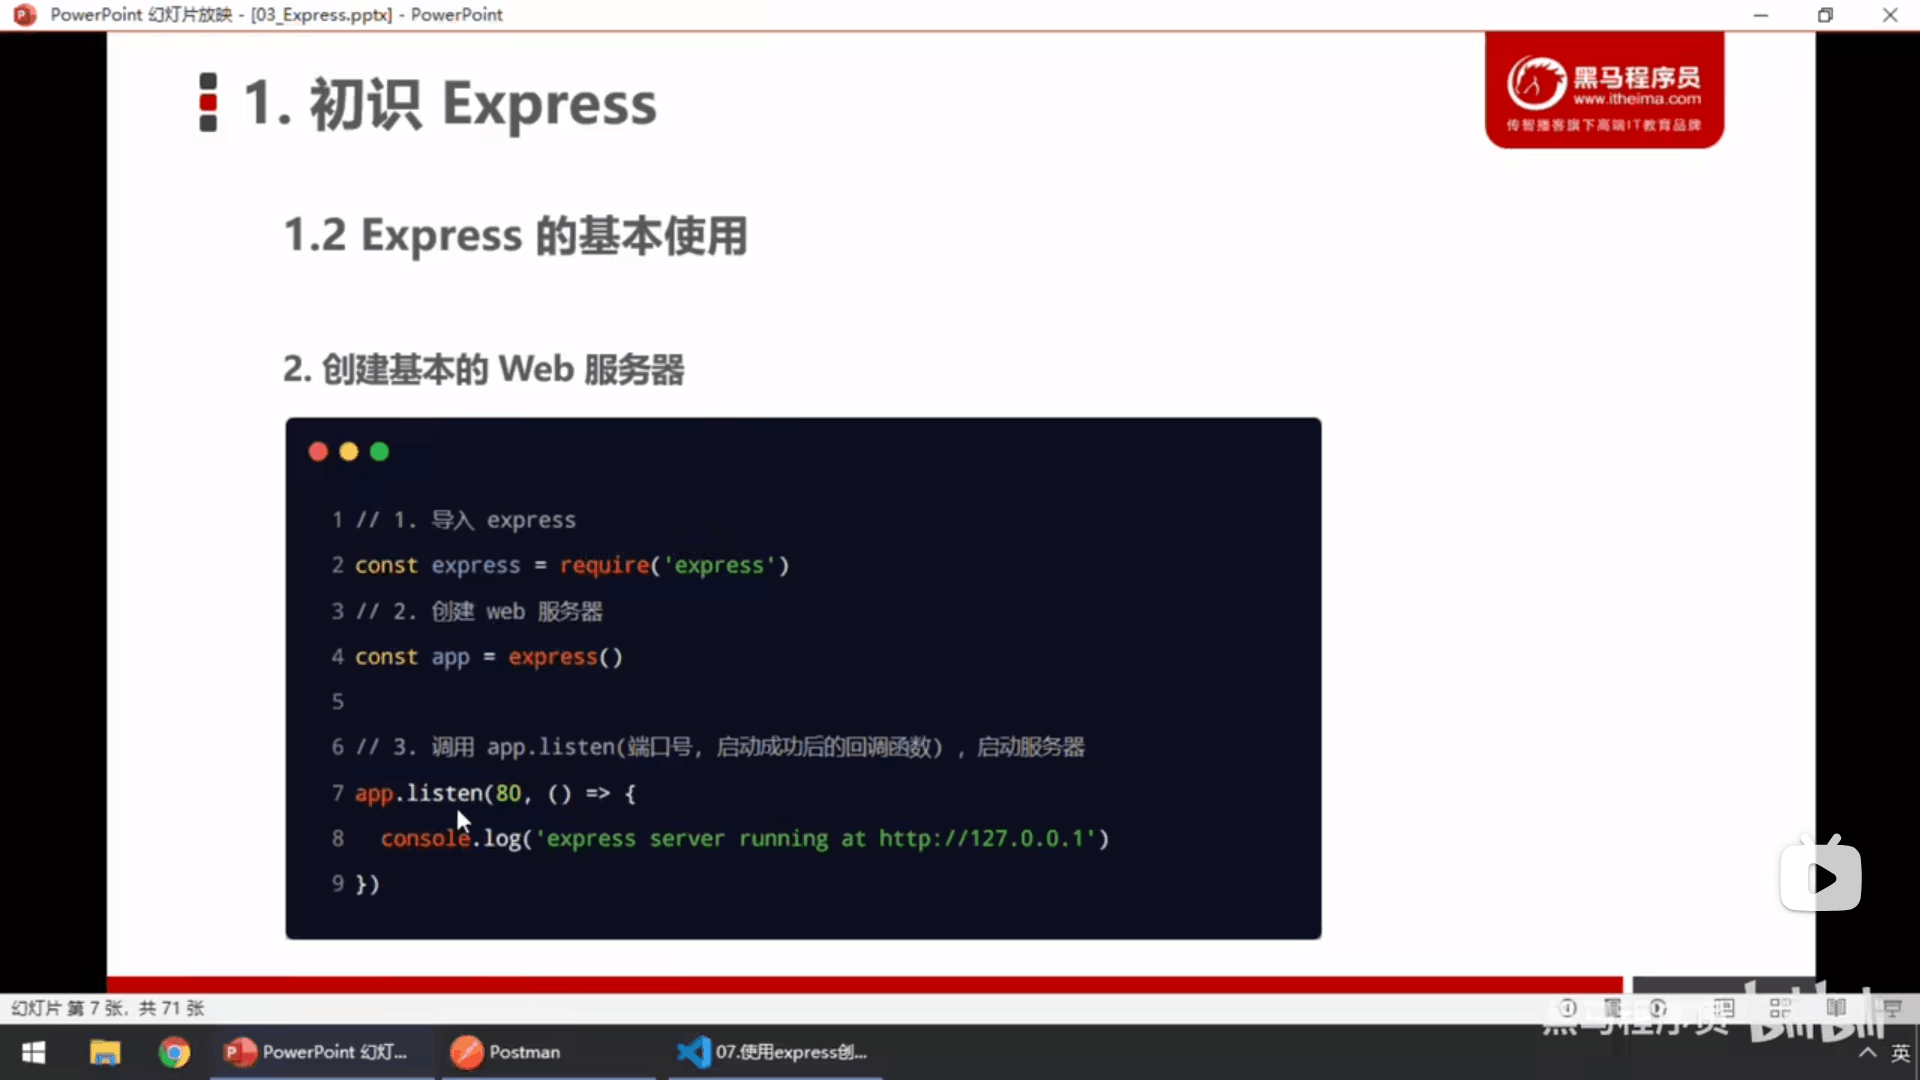 PowerPoint 幻灯片放映 - [03_Express.pptx] - PowerPoint
1. 初识 Express
黑马程序员
www.itheima.com
传智播客旗下高端IT教育品牌
1.2 Express 的基本使用
2. 创建基本的 Web 服务器
1 // 1. 导入 express
2 const express = require('express')
3 // 2. 创建 web 服务器
4 const app = express()
5
6 // 3. 调用 app.listen(端口号, 启动成功后的回调函数) , 启动服务器
7 app.listen(80, () => {
8 console.log('express server running at http://127.0.0.1')
9 })
幻灯片 第 7 张，共 71 张
黑马程序员 bilibili
PowerPoint 幻灯...
Postman
07.使用express创...
英